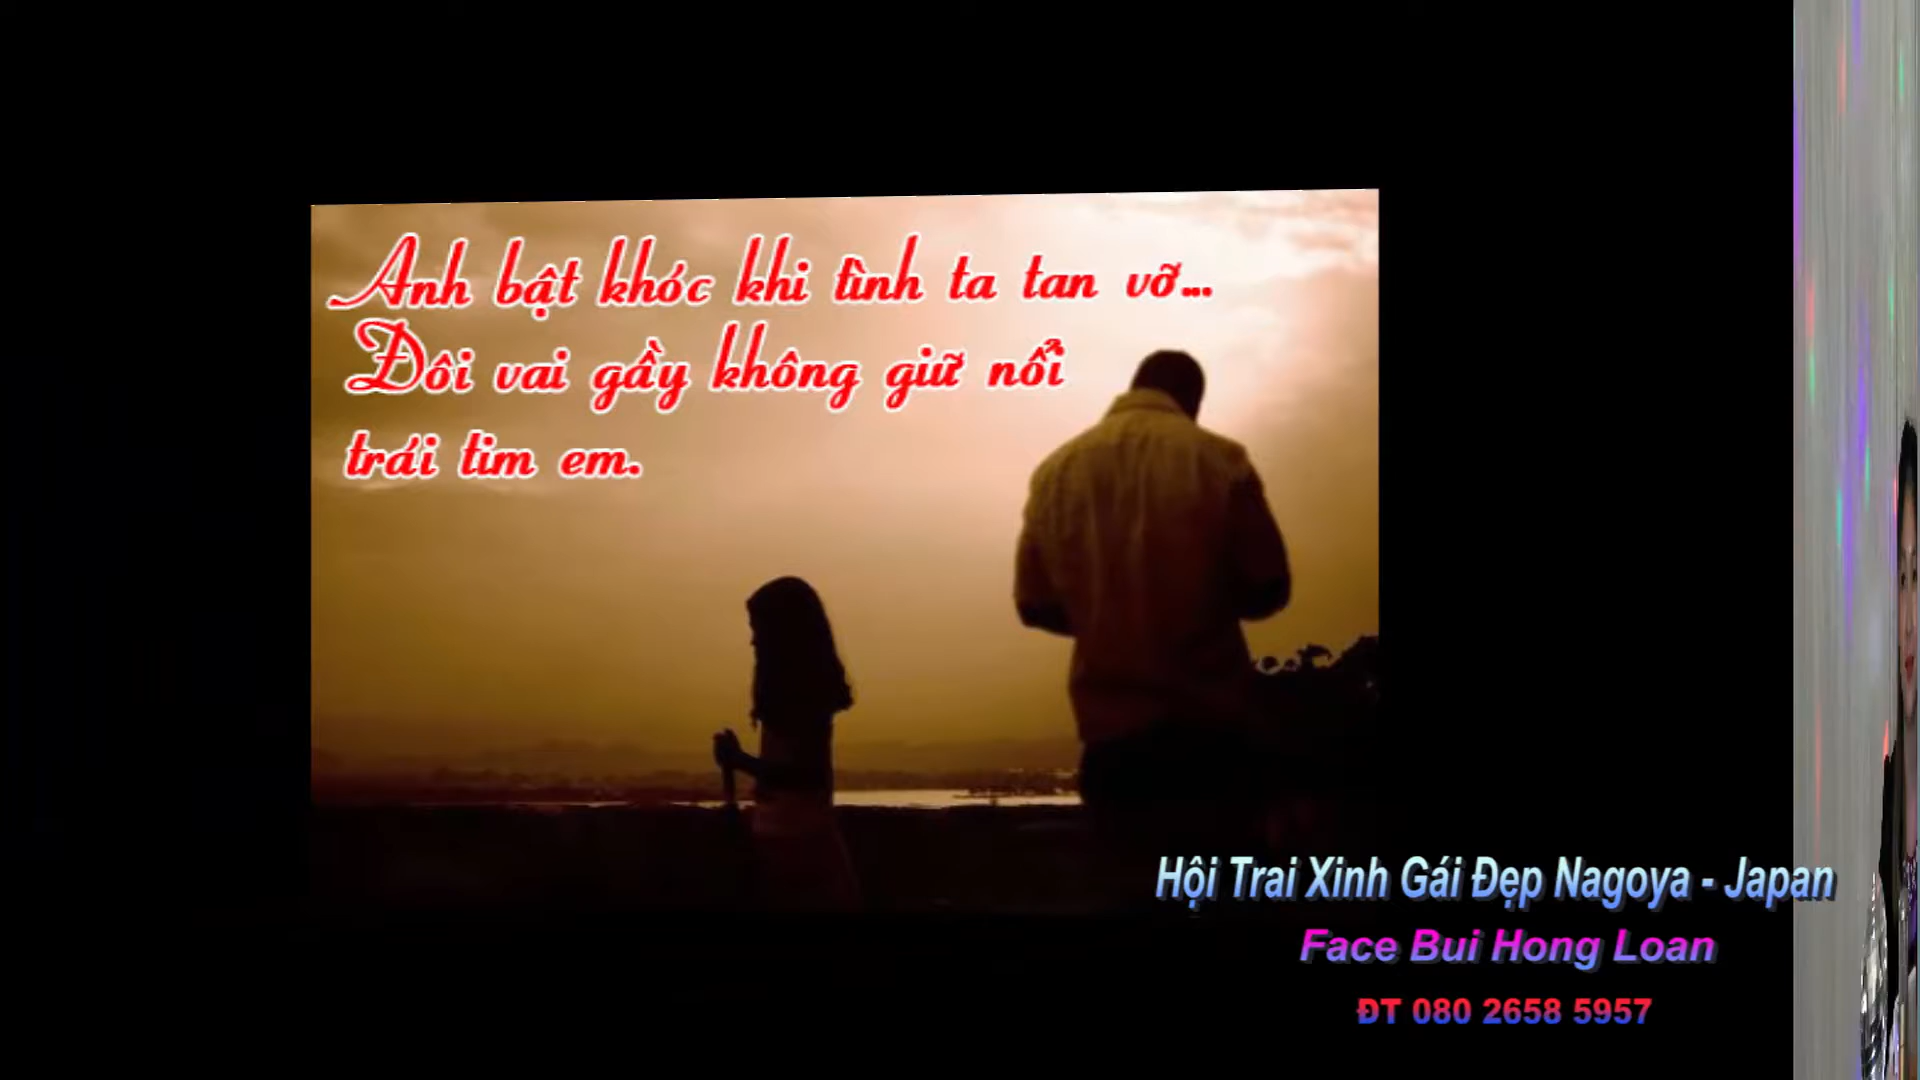 Anh bật khóc khi tình ta tan vỡ...
Đôi vai gầy không giữ nổi
trái tim em.
Hội Trai Xinh Gái Đẹp Nagoya - Japan
Face Bui Hong Loan
ĐT 080 2658 5957